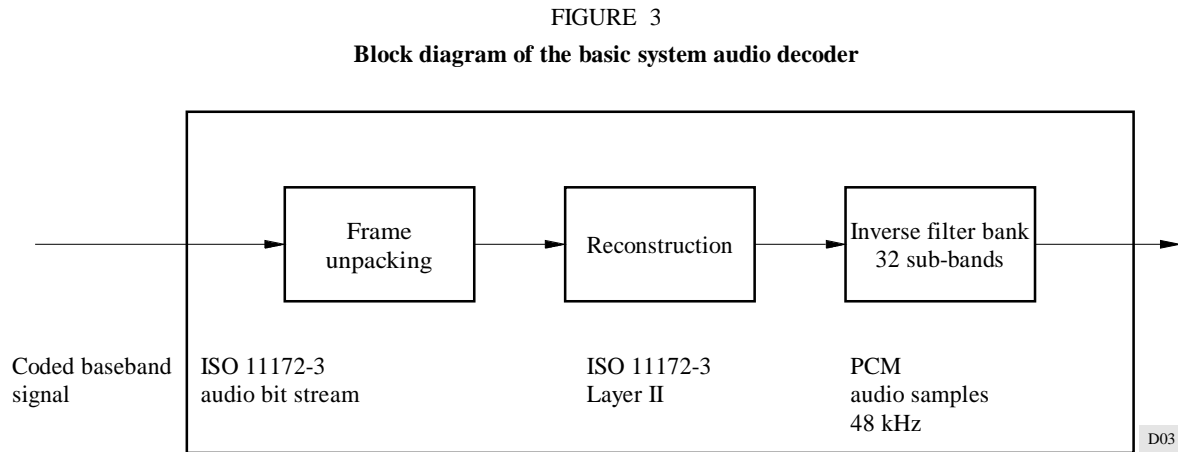 FIGURE 3
Block diagram of the basic system audio decoder
Frame
unpacking
Reconstruction
Inverse filter bank
32 sub-bands
Coded baseband
signal
ISO 11172-3
audio bit stream
ISO 11172-3
Layer II
PCM
audio samples
48 kHz
D03